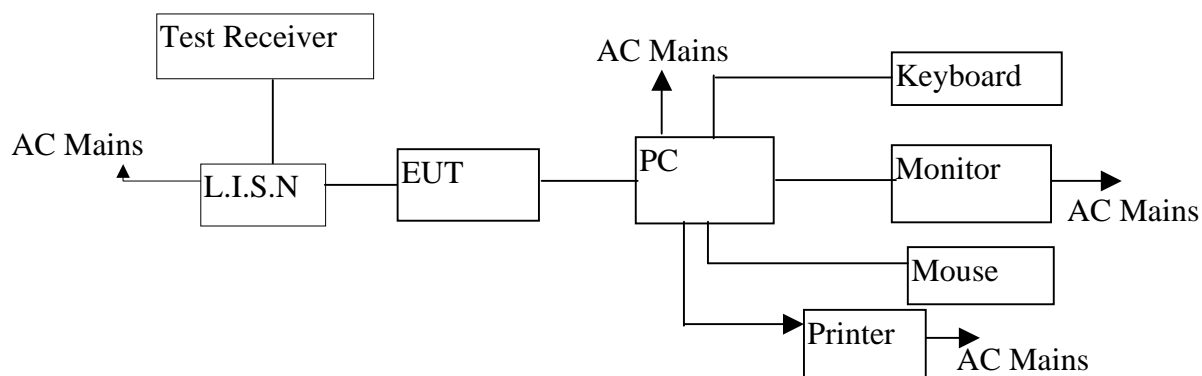 Test Receiver
AC Mains
Keyboard
AC Mains
L.I.S.N
EUT
PC
Monitor
AC Mains
Mouse
Printer
AC Mains